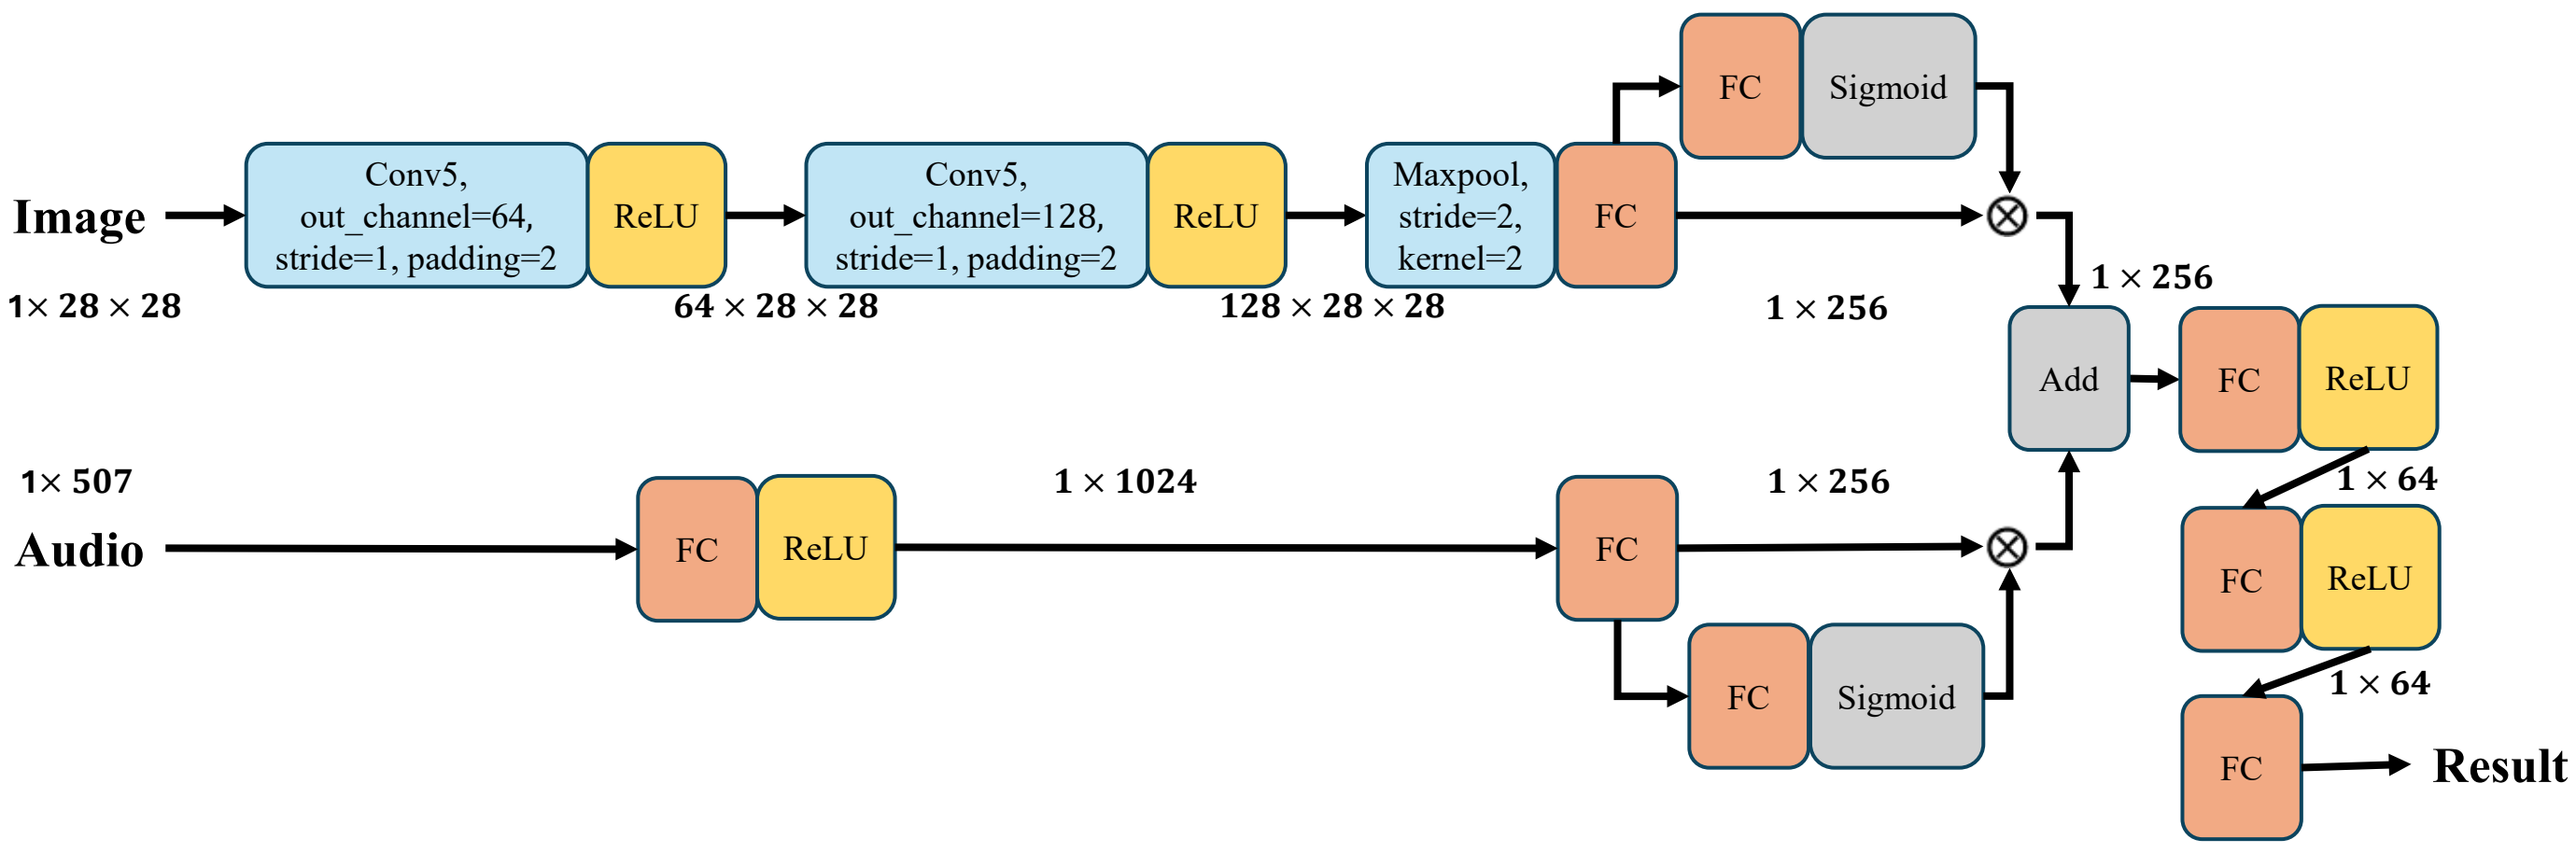 FC
Sigmoid
Image
Conv5,
out_channel=64,
stride=1, padding=2
ReLU
Conv5,
out_channel=128,
stride=1, padding=2
ReLU
Maxpool,
stride=2,
kernel=2
FC
1× 28 × 28
64 × 28 × 28
128 × 28 × 28
1 × 256
1 × 256
Add
FC
ReLU
1× 507
1 × 1024
1 × 256
1 × 64
Audio
FC
ReLU
FC
FC
ReLU
FC
Sigmoid
1 × 64
FC
Result